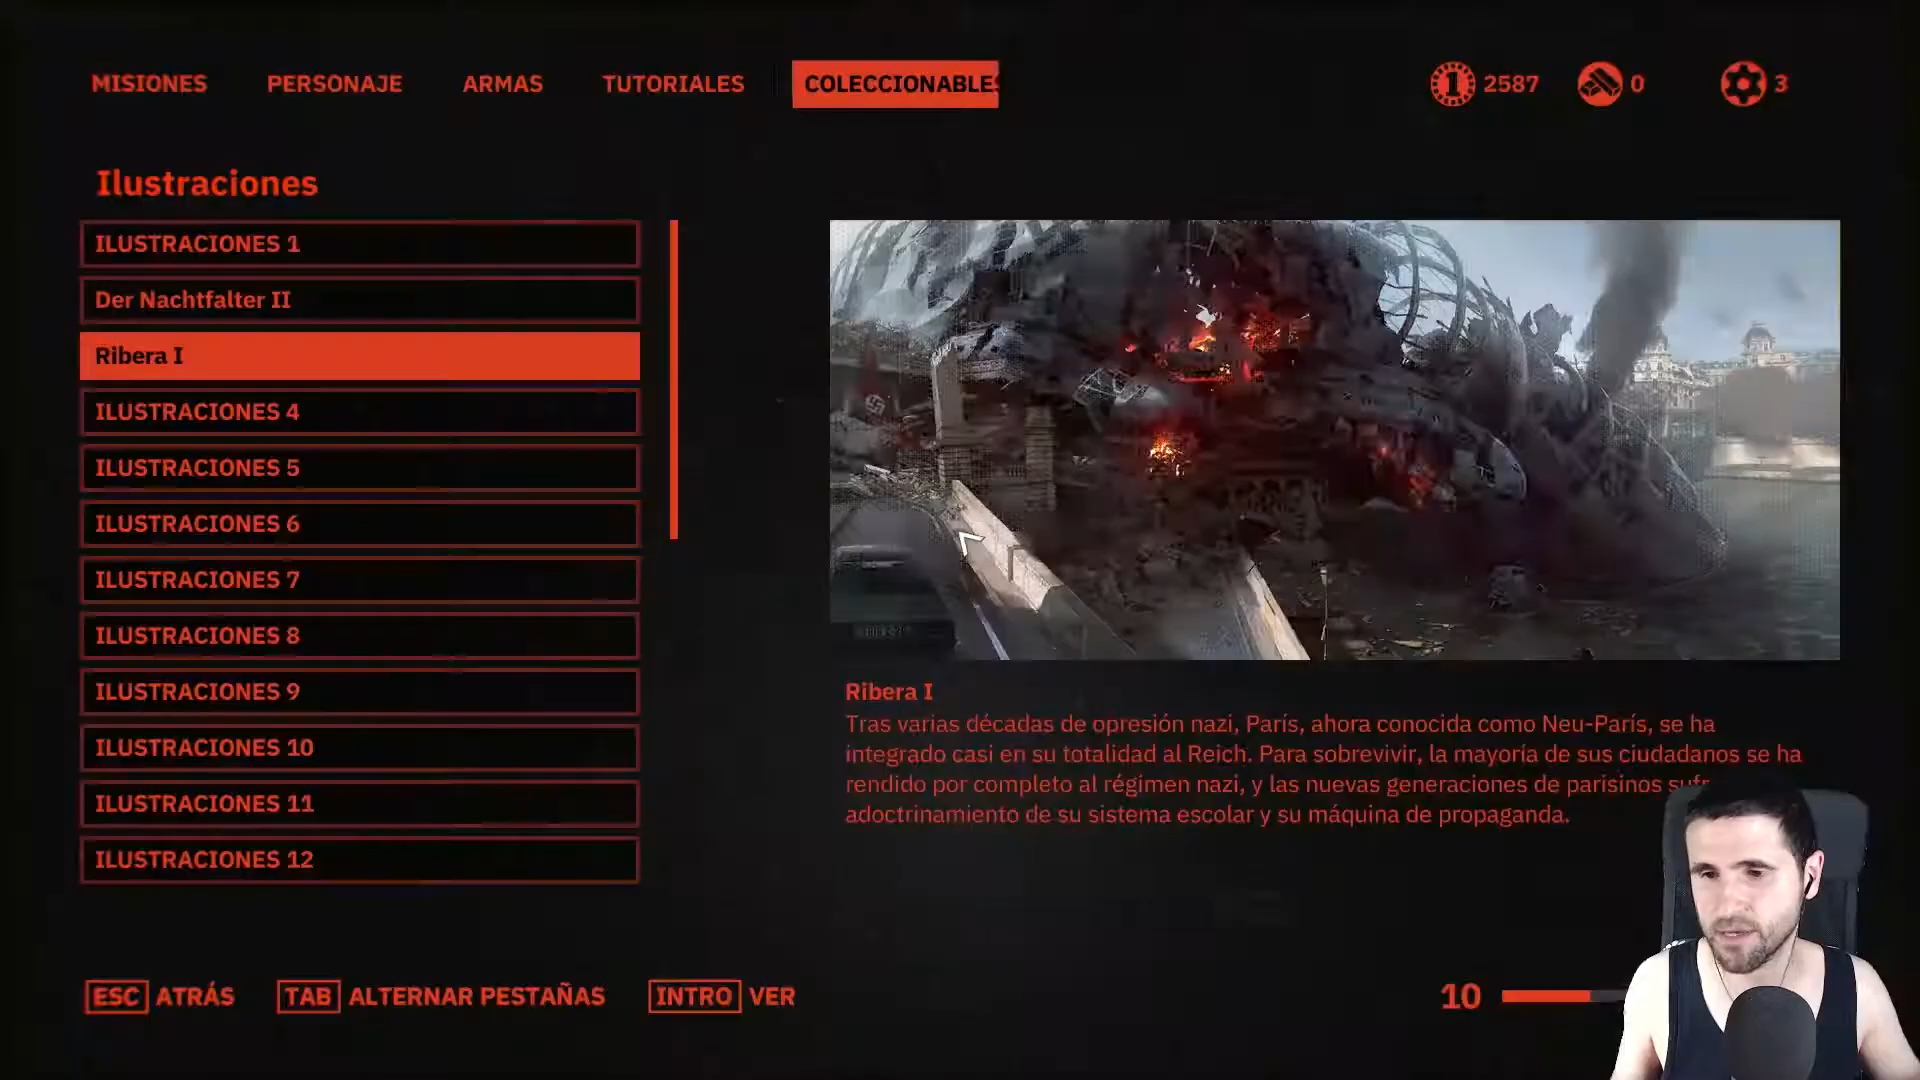 MISIONES PERSONAJE ARMAS TUTORIALES COLECCIONABLES 2587 0 3
Ilustraciones
ILUSTRACIONES 1
Der Nachtfalter II
Ribera I
ILUSTRACIONES 4
ILUSTRACIONES 5
ILUSTRACIONES 6
ILUSTRACIONES 7
ILUSTRACIONES 8
ILUSTRACIONES 9
ILUSTRACIONES 10
ILUSTRACIONES 11
ILUSTRACIONES 12
Ribera I
Tras varias décadas de opresión nazi, París, ahora conocida como Neu-París, se ha
integrado casi en su totalidad al Reich. Para sobrevivir, la mayoría de sus ciudadanos se ha
rendido por completo al régimen nazi, y las nuevas generaciones de parisinos
adoctrinamiento de su sistema escolar y su máquina de propaganda.
ESC ATRÁS TAB ALTERNAR PESTAÑAS INTRO VER 10